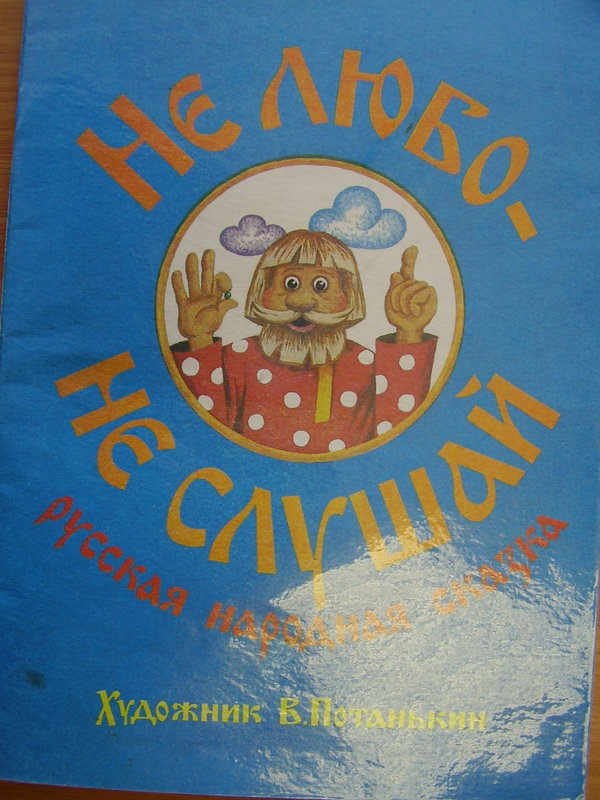 Не любо-
не слушай
русская народная сказка
Художник В.Потанькин